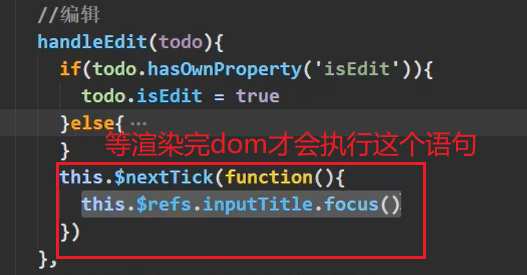 //编辑
handleEdit(todo){
if(todo.hasOwnProperty('isEdit')){
todo.isEdit = true
}else{…
}
等渲染完dom才会执行这个语句
this.$nextTick(function(){
this.$refs.inputTitle.focus()
})
},